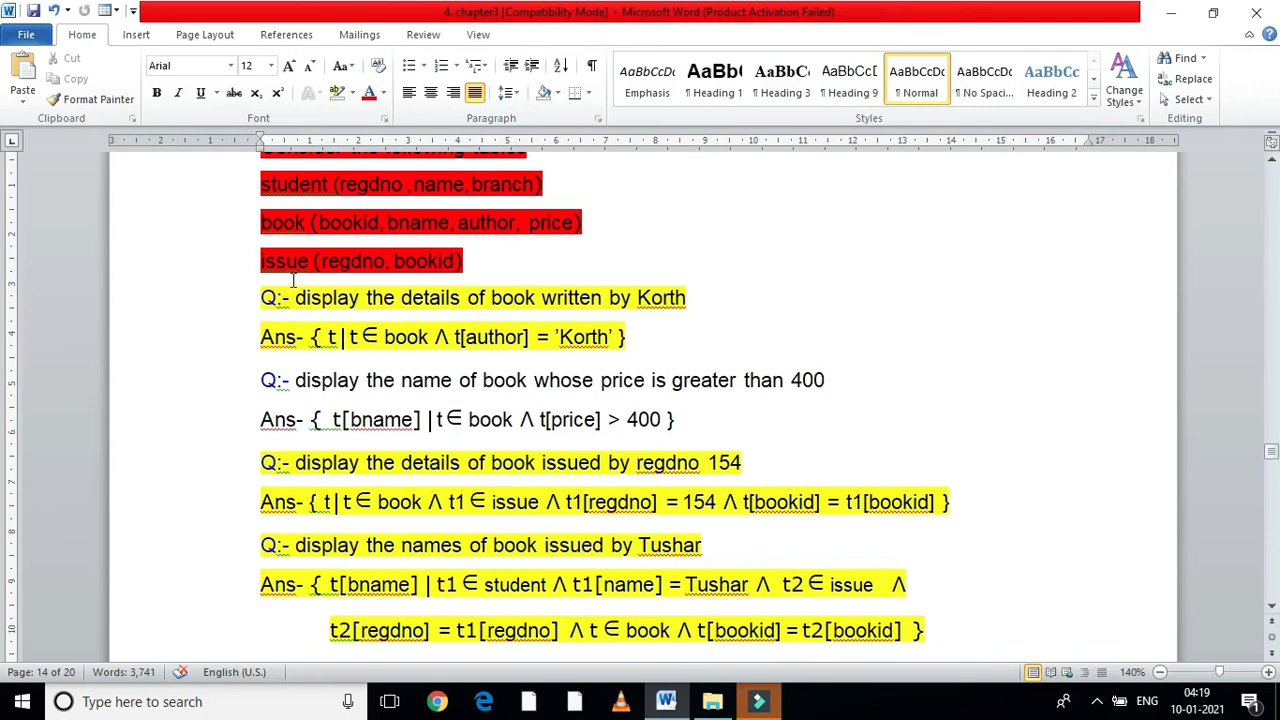 4. chapter3 [Compatibility Mode] - Microsoft Word (Product Activation Failed)
File Home Insert Page Layout References Mailings Review View
Cut
Copy
Format Painter
Paste
Clipboard
Arial 12
Font
Paragraph
AaBbCcDc AaBb( AaBbC( AaBbC[ AaBbCcDc AaBbCcDc AaBbCc
Emphasis ¶ Heading 1 ¶ Heading 3 ¶ Heading 9 ¶ Normal ¶ No Spaci... Heading 2
Change Styles
Styles
Find
Replace
Select
Editing
student (regdno ,name,branch)
book (bookid, bname, author, price)
issue (regdno, bookid)
Q:- display the details of book written by Korth
Ans- { t|t∈ book Λ t[author] = ’Korth’ }
Q:- display the name of book whose price is greater than 400
Ans- { t[bname] |t∈ book Λ t[price] > 400 }
Q:- display the details of book issued by regdno 154
Ans- { t|t∈ book Λ t1∈ issue Λ t1[regdno] = 154 Λ t[bookid] = t1[bookid] }
Q:- display the names of book issued by Tushar
Ans- { t[bname] | t1∈ student Λ t1[name] = Tushar Λ t2∈ issue Λ
t2[regdno] = t1[regdno] Λ t ∈ book Λ t[bookid] = t2[bookid] }
Page: 14 of 20 Words: 3,741 English (U.S.) 140%
Type here to search ENG 04:19
10-01-2021